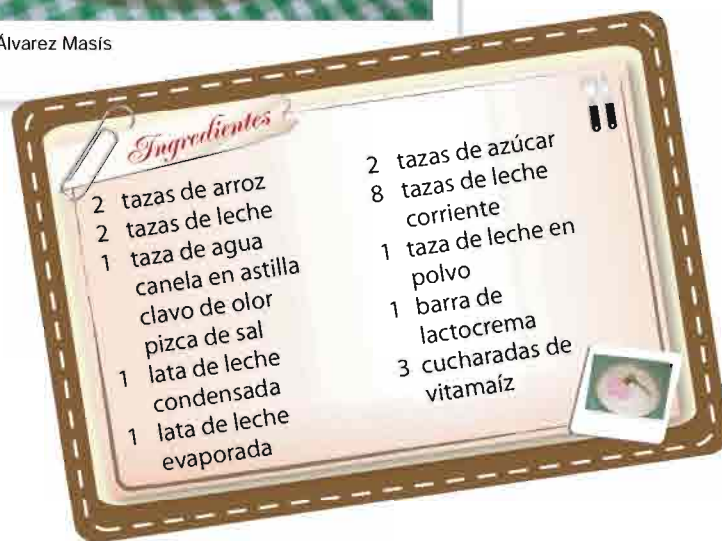 Álvarez Masís
Ingredientes
2 tazas de arroz
2 tazas de leche
1 taza de agua
canela en astilla
clavo de olor
pizca de sal
1 lata de leche
condensada
1 lata de leche
evaporada
2 tazas de azúcar
8 tazas de leche
corriente
1 taza de leche en
polvo
1 barra de
lactocrema
3 cucharadas de
vitamaíz